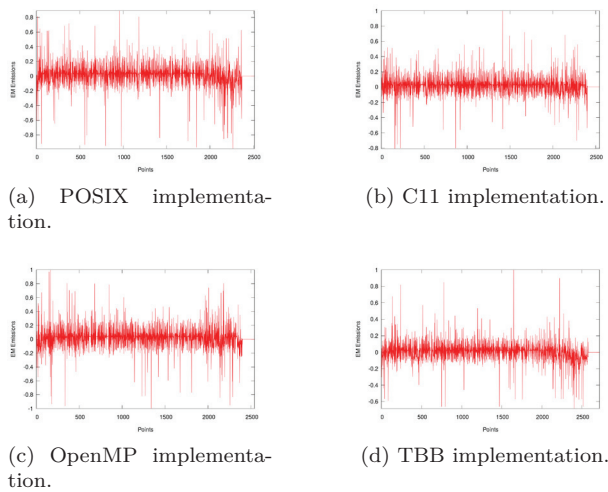 0.8
0.6
0.4
0.2
0
-0.2
-0.4
-0.6
-0.8
EM Emissions
0 500 1000 1500 2000 2500
Points
(a) POSIX implementa-
tion.
1
0.8
0.6
0.4
0.2
0
-0.2
-0.4
-0.6
-0.8
EM Emissions
0 500 1000 1500 2000 2500
Points
(b) C11 implementation.
0.8
0.6
0.4
0.2
0
-0.2
-0.4
-0.6
-0.8
-1
EM Emissions
0 500 1000 1500 2000 2500
Points
(c) OpenMP implementa-
tion.
1
0.8
0.6
0.4
0.2
0
-0.2
-0.4
-0.6
EM Emissions
0 500 1000 1500 2000 2500
Points
(d) TBB implementation.